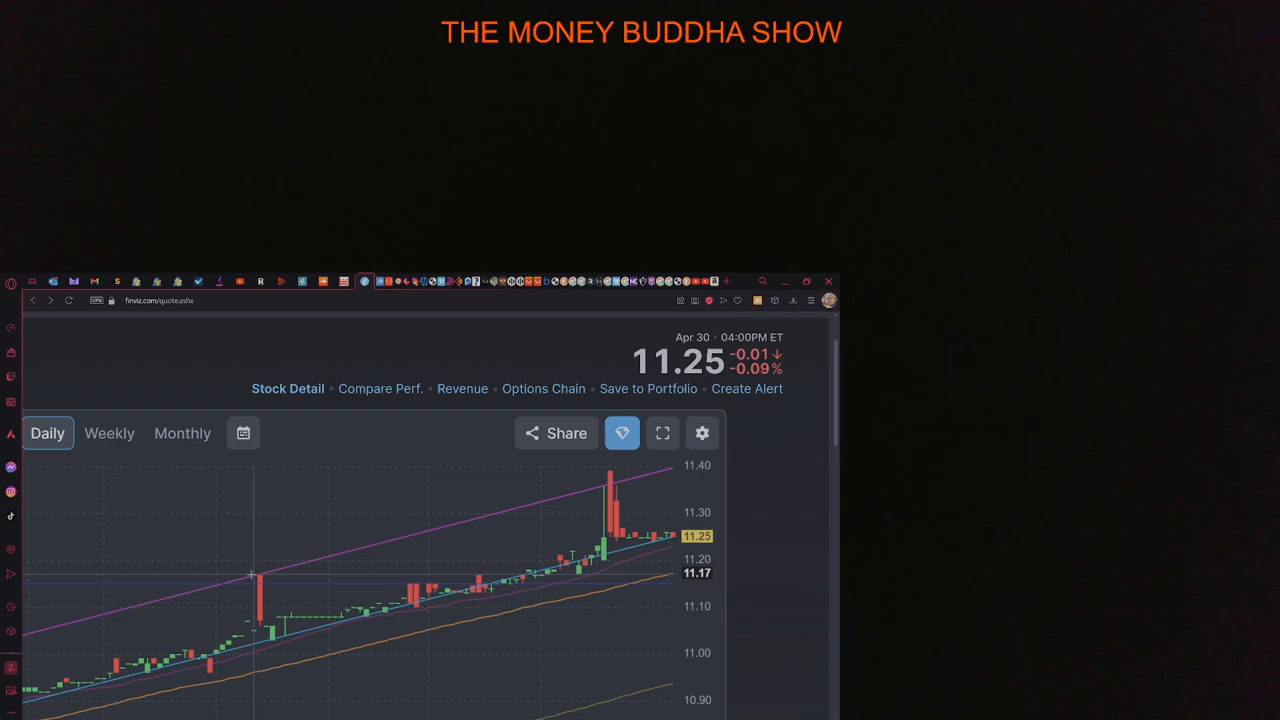 THE MONEY BUDDHA SHOW
VPN finviz.com/quote.ashx
Apr 30 · 04:00PM ET
11.25 -0.01 ↓
-0.09 %
Stock Detail • Compare Perf. • Revenue • Options Chain • Save to Portfolio • Create Alert
Daily Weekly Monthly Share
11.40
11.30
11.25
11.20
11.17
11.10
11.00
10.90